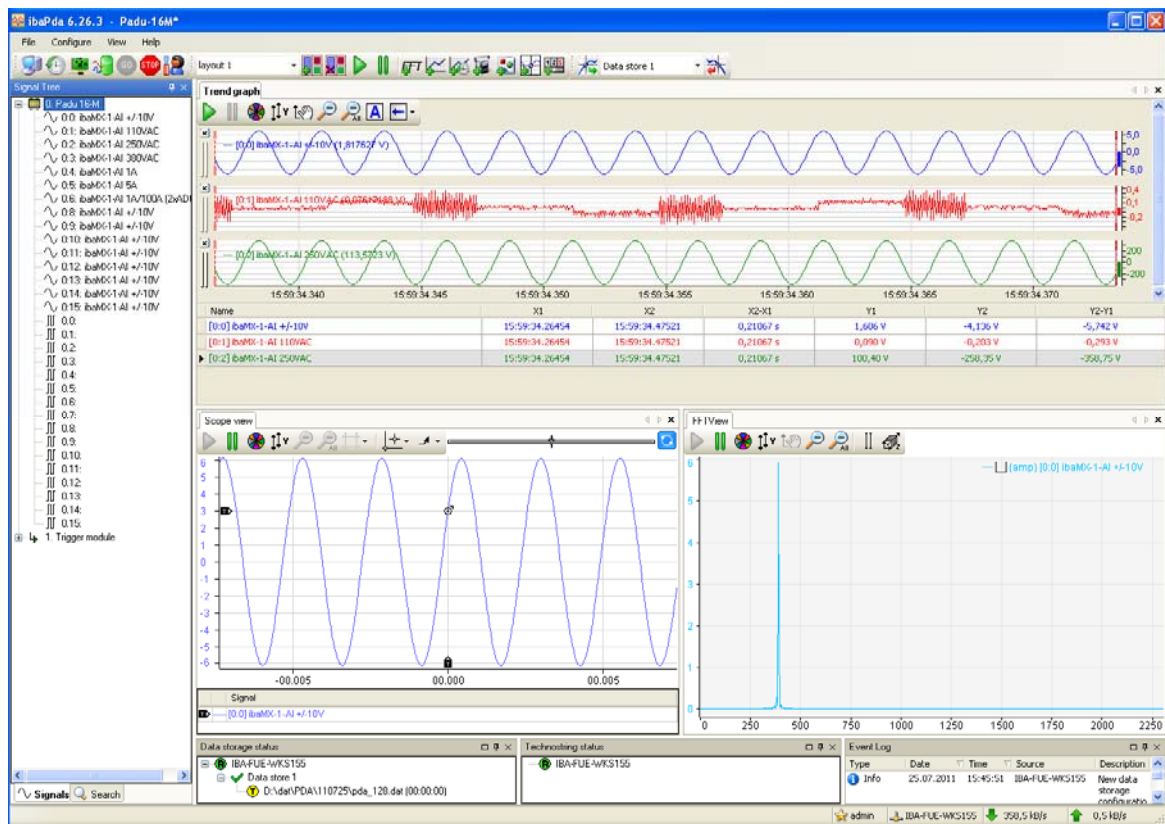 ibaPda 6.26.3 - Padu-16M*
File Configure View Help
GO STOP layout 1 Data store 1
Signal Tree
0. Padu 16-M
0:0: ibaMX-1-AI +/-10V
0:1: ibaMX-1-AI 110VAC
0:2: ibaMX-1-AI 250VAC
0:3: ibaMX-1-AI 380VAC
0:4: ibaMX-1-AI 1A
0:5: ibaMX-1-AI 5A
0:6: ibaMX-1-AI 1A/100A (2xAD
0:8: ibaMX-1-AI +/-10V
0:9: ibaMX-1-AI +/-10V
0:10: ibaMX-1-AI +/-10V
0:11: ibaMX-1-AI +/-10V
0:12: ibaMX-1-AI +/-10V
0:13: ibaMX-1-AI +/-10V
0:14: ibaMX-1-AI +/-10V
0:15: ibaMX-1-AI +/-10V
0.0:
0.1:
0.2:
0.3:
0.4:
0.5:
0.6:
0.7:
0.8:
0.9:
0.10:
0.11:
0.12:
0.13:
0.14:
0.15:
1. Trigger module
Signals Search
Trend graph
[0:0] ibaMX-1-AI +/-10V (1,817627 V)
5,0
0,0
-5,0
[0:1] ibaMX-1-AI 110VAC
0,4
0,1
0,2
[0:2] ibaMX-1-AI 250VAC
200
0
-200
15:59:34.340 15:59:34.345 15:59:34.350 15:59:34.355 15:59:34.360 15:59:34.365 15:59:34.370
Name X1 X2 X2-X1 Y1 Y2 Y2-Y1
[0:0] ibaMX-1-AI +/-10V 15:59:34.26454 15:59:34.47521 0,21067 s 1,606 V -4,136 V -5,742 V
[0:1] ibaMX-1-AI 110VAC 15:59:34.26454 15:59:34.47521 0,21067 s 0,090 V -0,203 V -0,293 V
[0:2] ibaMX-1-AI 250VAC 15:59:34.26454 15:59:34.47521 0,21067 s 100,40 V -258,35 V -358,75 V
Scope view
6
5
4
3
2
1
0
-1
-2
-3
-4
-5
-6
-00.005 00.000 00.005
Signal
[0:0] ibaMX-1-AI +/-10V
FFTView
(amp) [0:0] ibaMX-1-AI +/-10V
6
5
4
3
2
1
0
0 250 500 750 1000 1250 1500 1750 2000 2250
Data storage status
IBA-FUE-WKS155
Data store 1
D:\dat\PDA\110725\pda_128.dat (00:00:00)
Technostring status
IBA-FUE-WKS155
Event Log
Type Date Time Source Description
Info 25.07.2011 15:45:51 IBA-FUE-WKS155 New data
storage
configuratio
admin IBA-FUE-WKS155 358,5 kB/s 0,5 kB/s